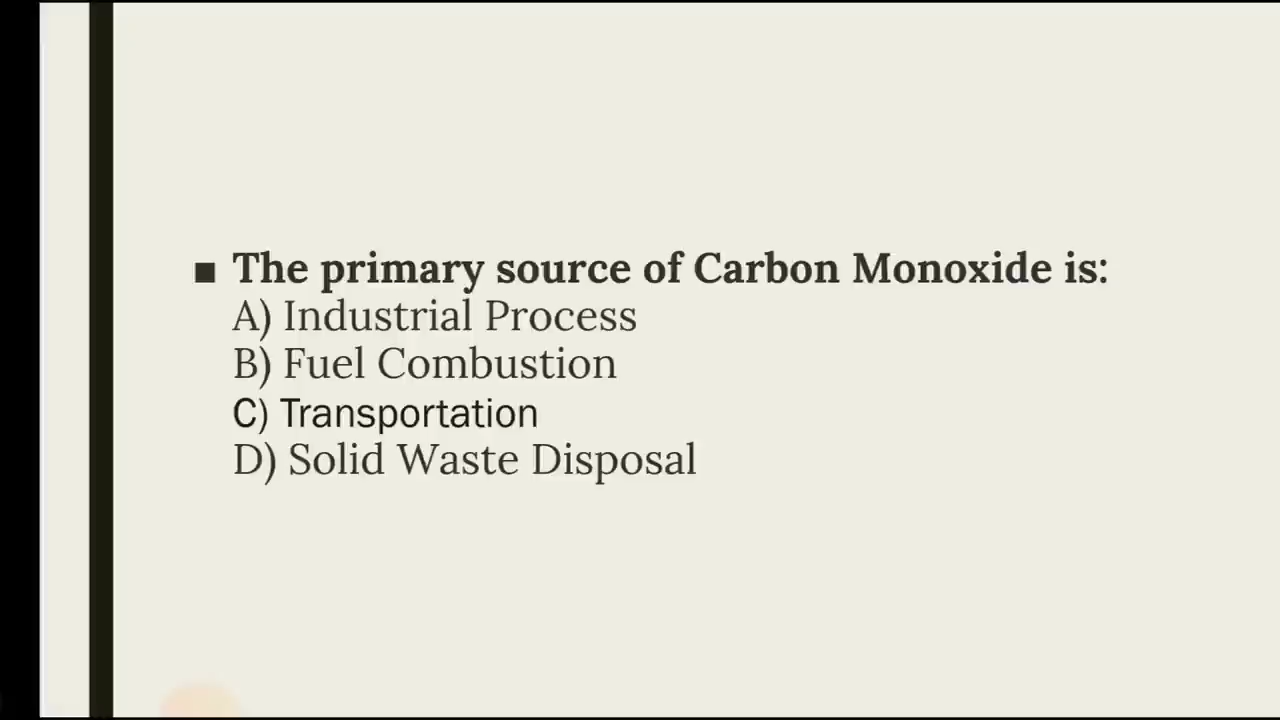 ■ The primary source of Carbon Monoxide is:
A) Industrial Process
B) Fuel Combustion
C) Transportation
D) Solid Waste Disposal